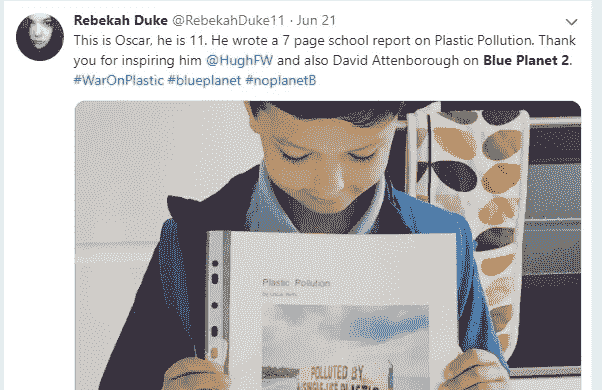 Rebekah Duke @RebekahDuke11 · Jun 21
This is Oscar, he is 11. He wrote a 7 page school report on Plastic Pollution. Thank
you for inspiring him @HughFW and also David Attenborough on Blue Planet 2.
#WarOnPlastic #blueplanet #noplanetB
Plastic Pollution
POLLUTED BY